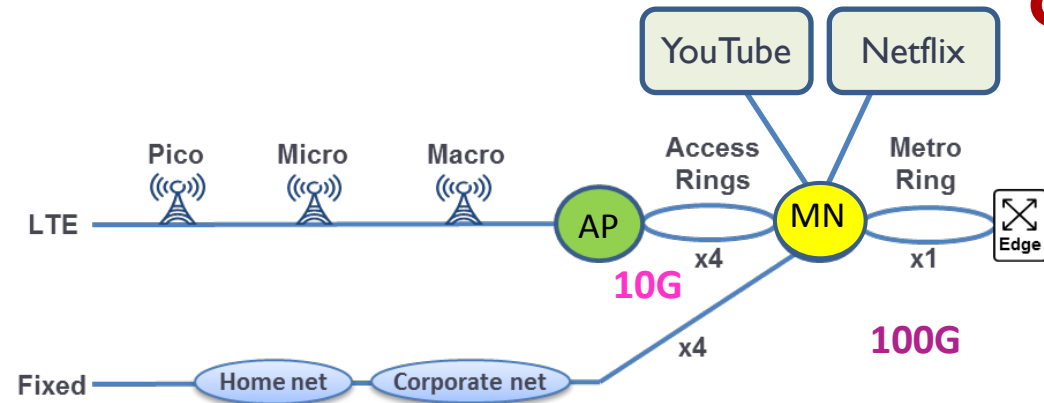 YouTube
Netflix
Pico
Micro
Macro
Access
Rings
Metro
Ring
LTE
AP
MN
Edge
x4
x1
10G
100G
x4
Fixed
Home net
Corporate net